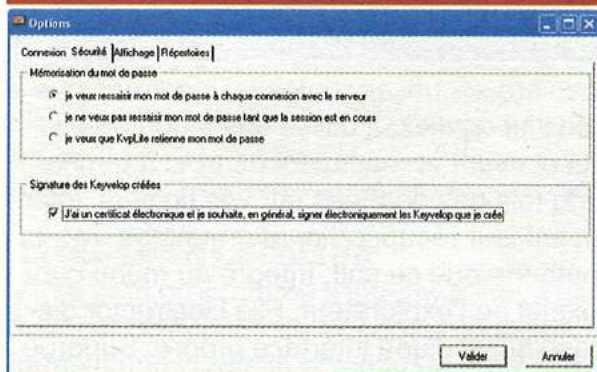 Options
Connexion Sécurité Affichage Répertoires
Mémorisation du mot de passe
je veux ressaisir mon mot de passe à chaque connexion avec le serveur
je ne veux pas ressaisir mon mot de passe tant que la session est en cours
je veux que KvpLite retienne mon mot de passe
Signature des Keyvelop créées
J'ai un certificat électronique et je souhaite, en général, signer électroniquement les Keyvelop que je crée
Valider Annuler